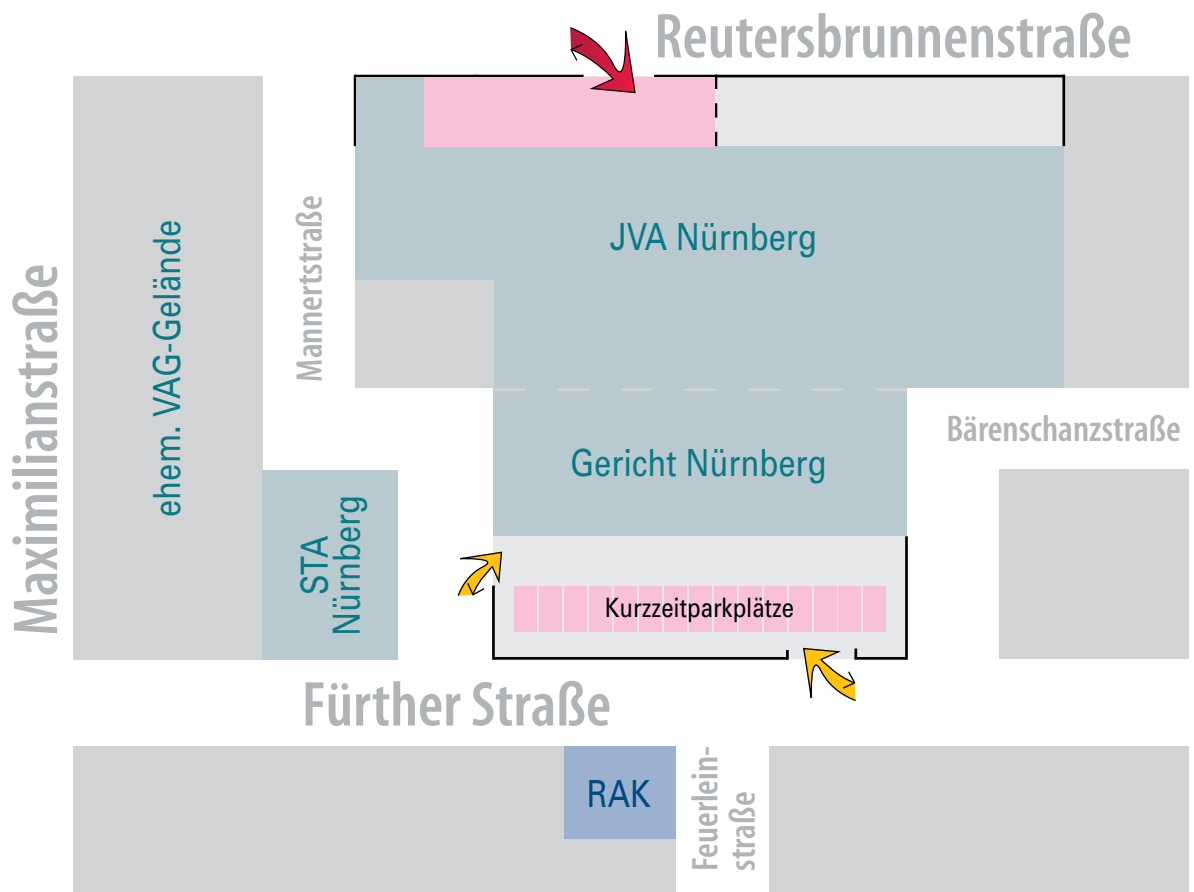 Reutersbrunnenstraße
JVA Nürnberg
Mannertstraße
ehem. VAG-Gelände
Maximilianstraße
Bärenschanzstraße
Gericht Nürnberg
STA
Nürnberg
Kurzzeitparkplätze
Fürther Straße
RAK
Feuerlein-
straße